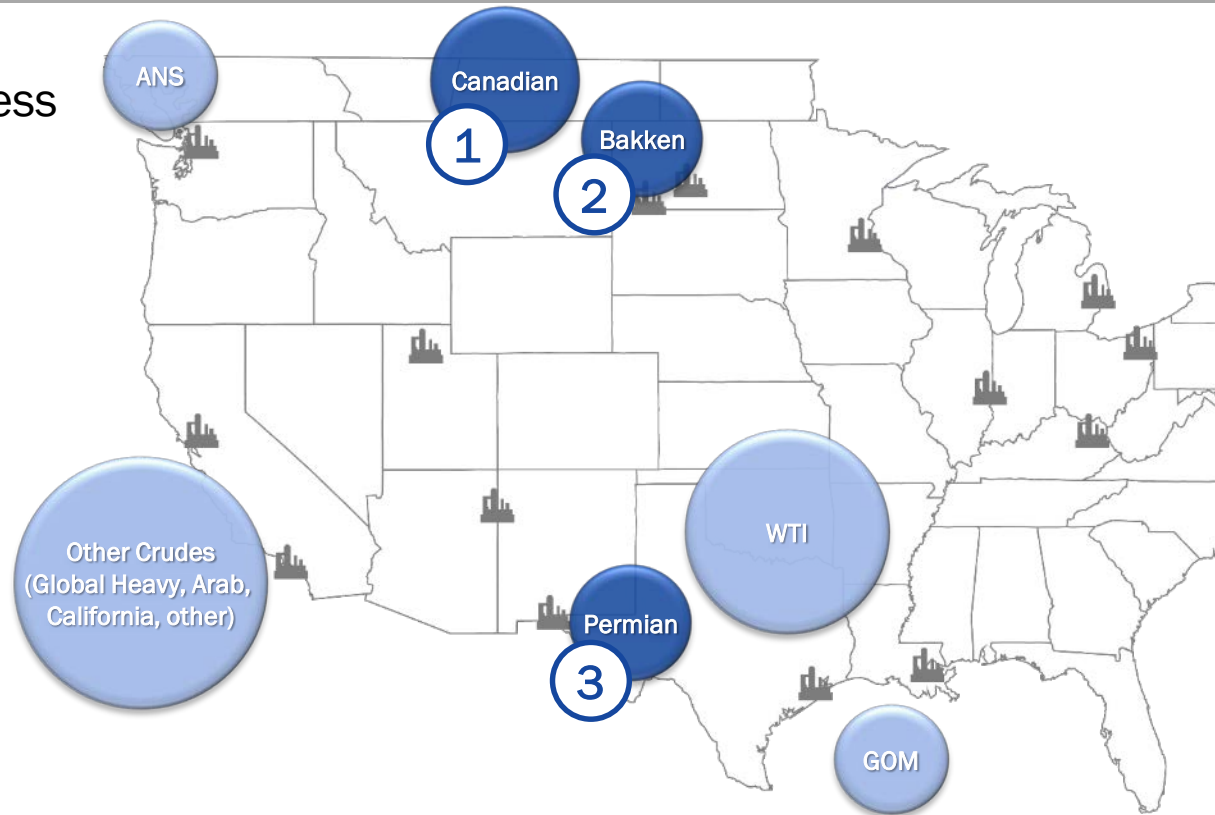 ess
ANS
Canadian
1
Bakken
2
WTI
Other Crudes
(Global Heavy, Arab,
California, other)
Permian
3
GOM